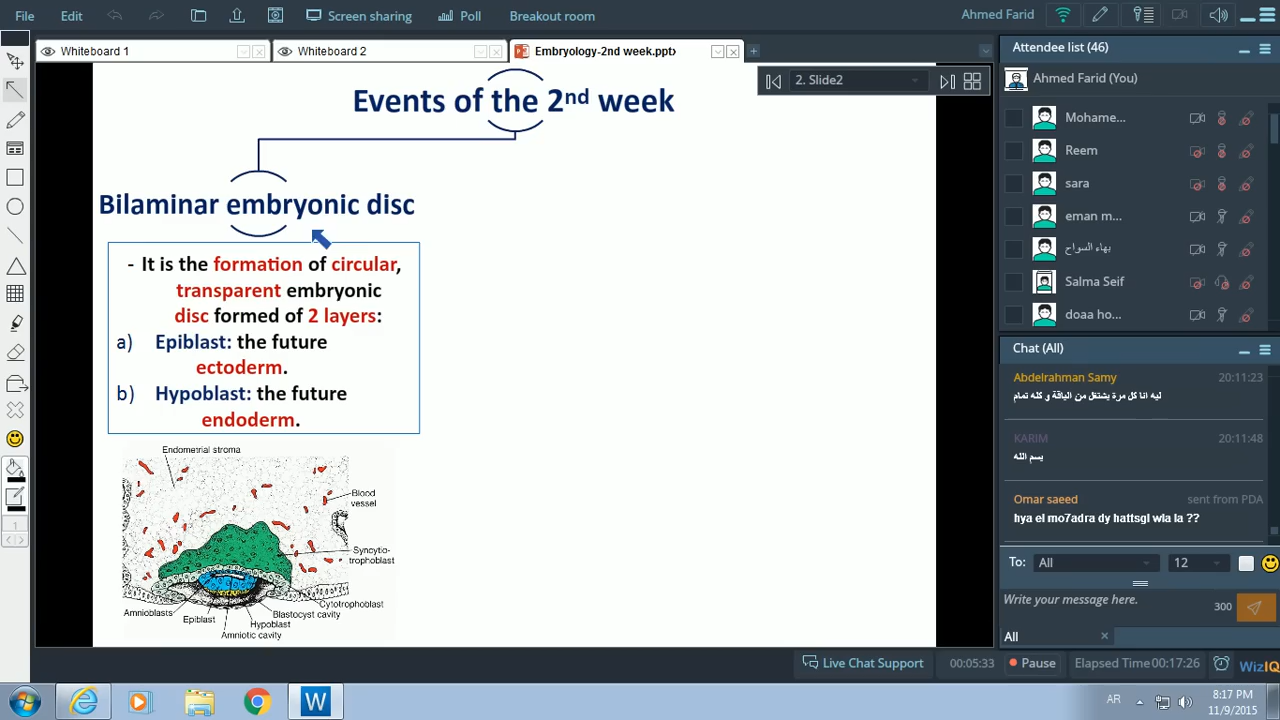 File
Edit
Screen sharing
Poll
Breakout room
Ahmed Farid
Whiteboard 1
Whiteboard 2
Embryology-2nd week.ppt
2. Slide2
Attendee list (46)
Ahmed Farid (You)
Mohame...
Reem
sara
eman m...
بهاء السواح
Salma Seif
doaa ho...
Events of the 2nd week
Bilaminar embryonic disc
- It is the formation of circular,
transparent embryonic
disc formed of 2 layers:
a) Epiblast: the future
ectoderm.
b) Hypoblast: the future
endoderm.
Endometrial stroma
Blood
vessel
Syncytio-
trophoblast
Cytotrophoblast
Blastocyst cavity
Hypoblast
Amniotic cavity
Epiblast
Amnioblasts
Chat (All)
Abdelrahman Samy 20:11:23
ليه انا كل مرة يشتغل من الباقة و كله تمام
KARIM 20:11:48
بسم الله
Omar saeed sent from PDA
hya el mo7adra dy hattsgl wla la ??
To: All 12
Write your message here.
300
All
1
Live Chat Support
00:05:33
Pause
Elapsed Time 00:17:26
WizIQ
AR
8:17 PM
11/9/2015